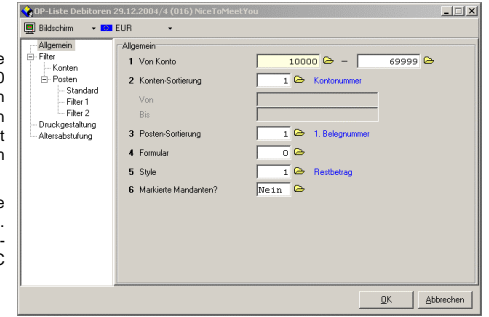 OP-Liste Debitoren 29.12.2004/4 (016) NiceToMeetYou
Bildschirm EUR
Allgemein
Filter
Konten
Posten
Standard
Filter 1
Filter 2
Druckgestaltung
Altersabstufung
Allgemein
1 Von Konto 10000 – 69999
2 Konten-Sortierung 1 Kontonummer
Von
Bis
3 Posten-Sortierung 1 1. Belegnummer
4 Formular 0
5 Style 1 Restbetrag
6 Markierte Mandanten? Nein
OK Abbrechen